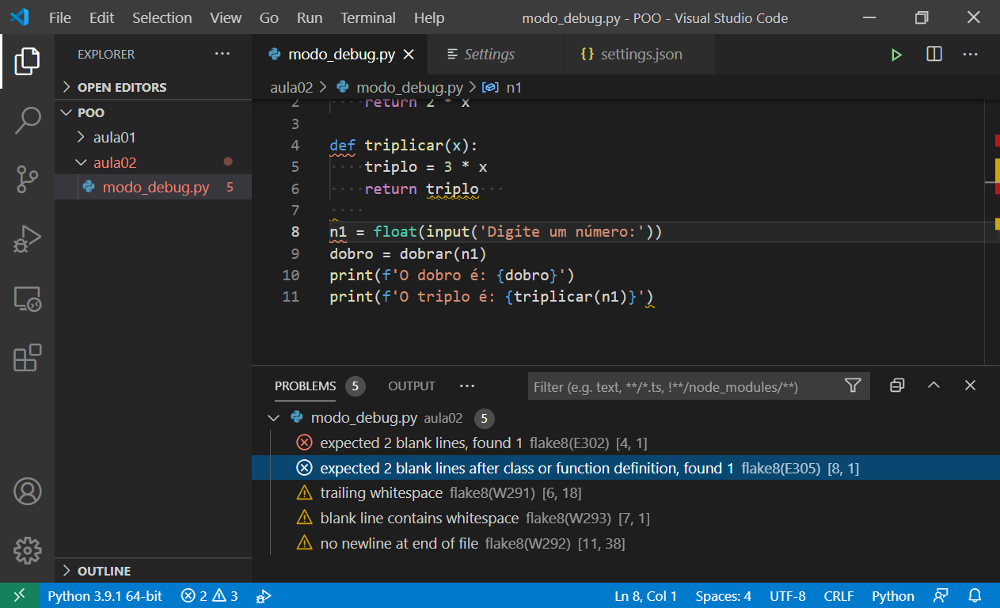 File Edit Selection View Go Run Terminal Help modo_debug.py - POO - Visual Studio Code
EXPLORER
OPEN EDITORS
POO
aula01
aula02
modo_debug.py 5
OUTLINE
modo_debug.py Settings {} settings.json
aula02 > modo_debug.py > n1
2 return 2 * x
3
4 def triplicar(x):
5 ····triplo = 3 * x
6 ····return triplo···
7 ····
8 n1 = float(input('Digite um número:'))
9 dobro = dobrar(n1)
10 print(f'O dobro é: {dobro}')
11 print(f'O triplo é: {triplicar(n1)}')
PROBLEMS 5 OUTPUT ··· Filter (e.g. text, **/*.ts, !**/node_modules/**)
modo_debug.py aula02 5
expected 2 blank lines, found 1 flake8(E302) [4, 1]
expected 2 blank lines after class or function definition, found 1 flake8(E305) [8, 1]
trailing whitespace flake8(W291) [6, 18]
blank line contains whitespace flake8(W293) [7, 1]
no newline at end of file flake8(W292) [11, 38]
Python 3.9.1 64-bit 2 3 Ln 8, Col 1 Spaces: 4 UTF-8 CRLF Python